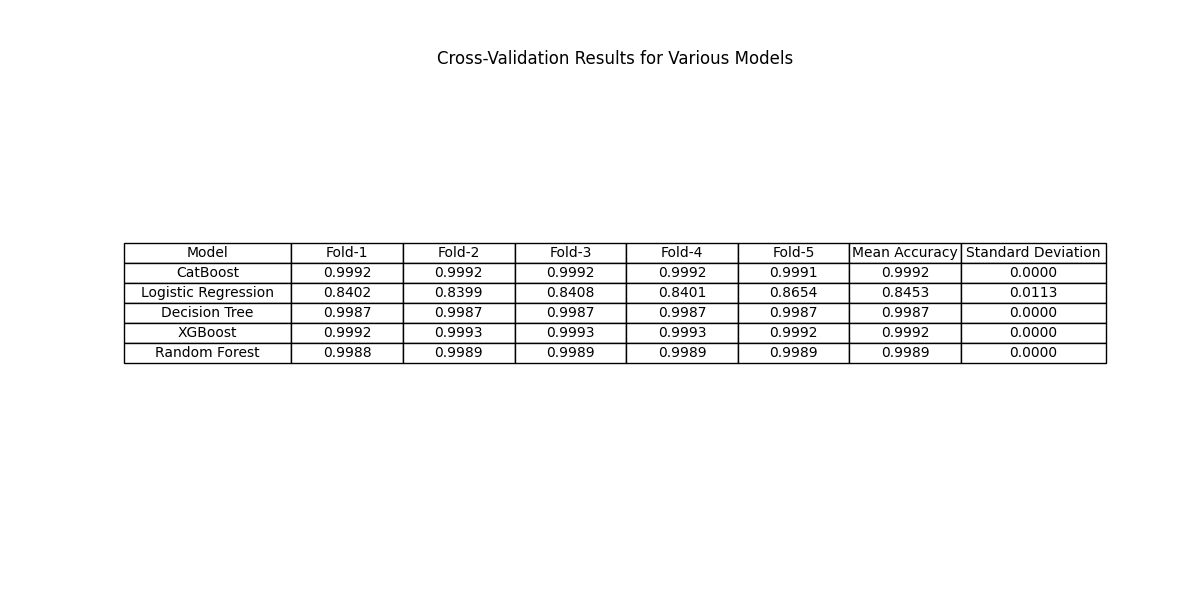 Cross-Validation Results for Various Models
Model Fold-1 Fold-2 Fold-3 Fold-4 Fold-5 Mean Accuracy Standard Deviation
CatBoost 0.9992 0.9992 0.9992 0.9992 0.9991 0.9992 0.0000
Logistic Regression 0.8402 0.8399 0.8408 0.8401 0.8654 0.8453 0.0113
Decision Tree 0.9987 0.9987 0.9987 0.9987 0.9987 0.9987 0.0000
XGBoost 0.9992 0.9993 0.9993 0.9993 0.9992 0.9992 0.0000
Random Forest 0.9988 0.9989 0.9989 0.9989 0.9989 0.9989 0.0000